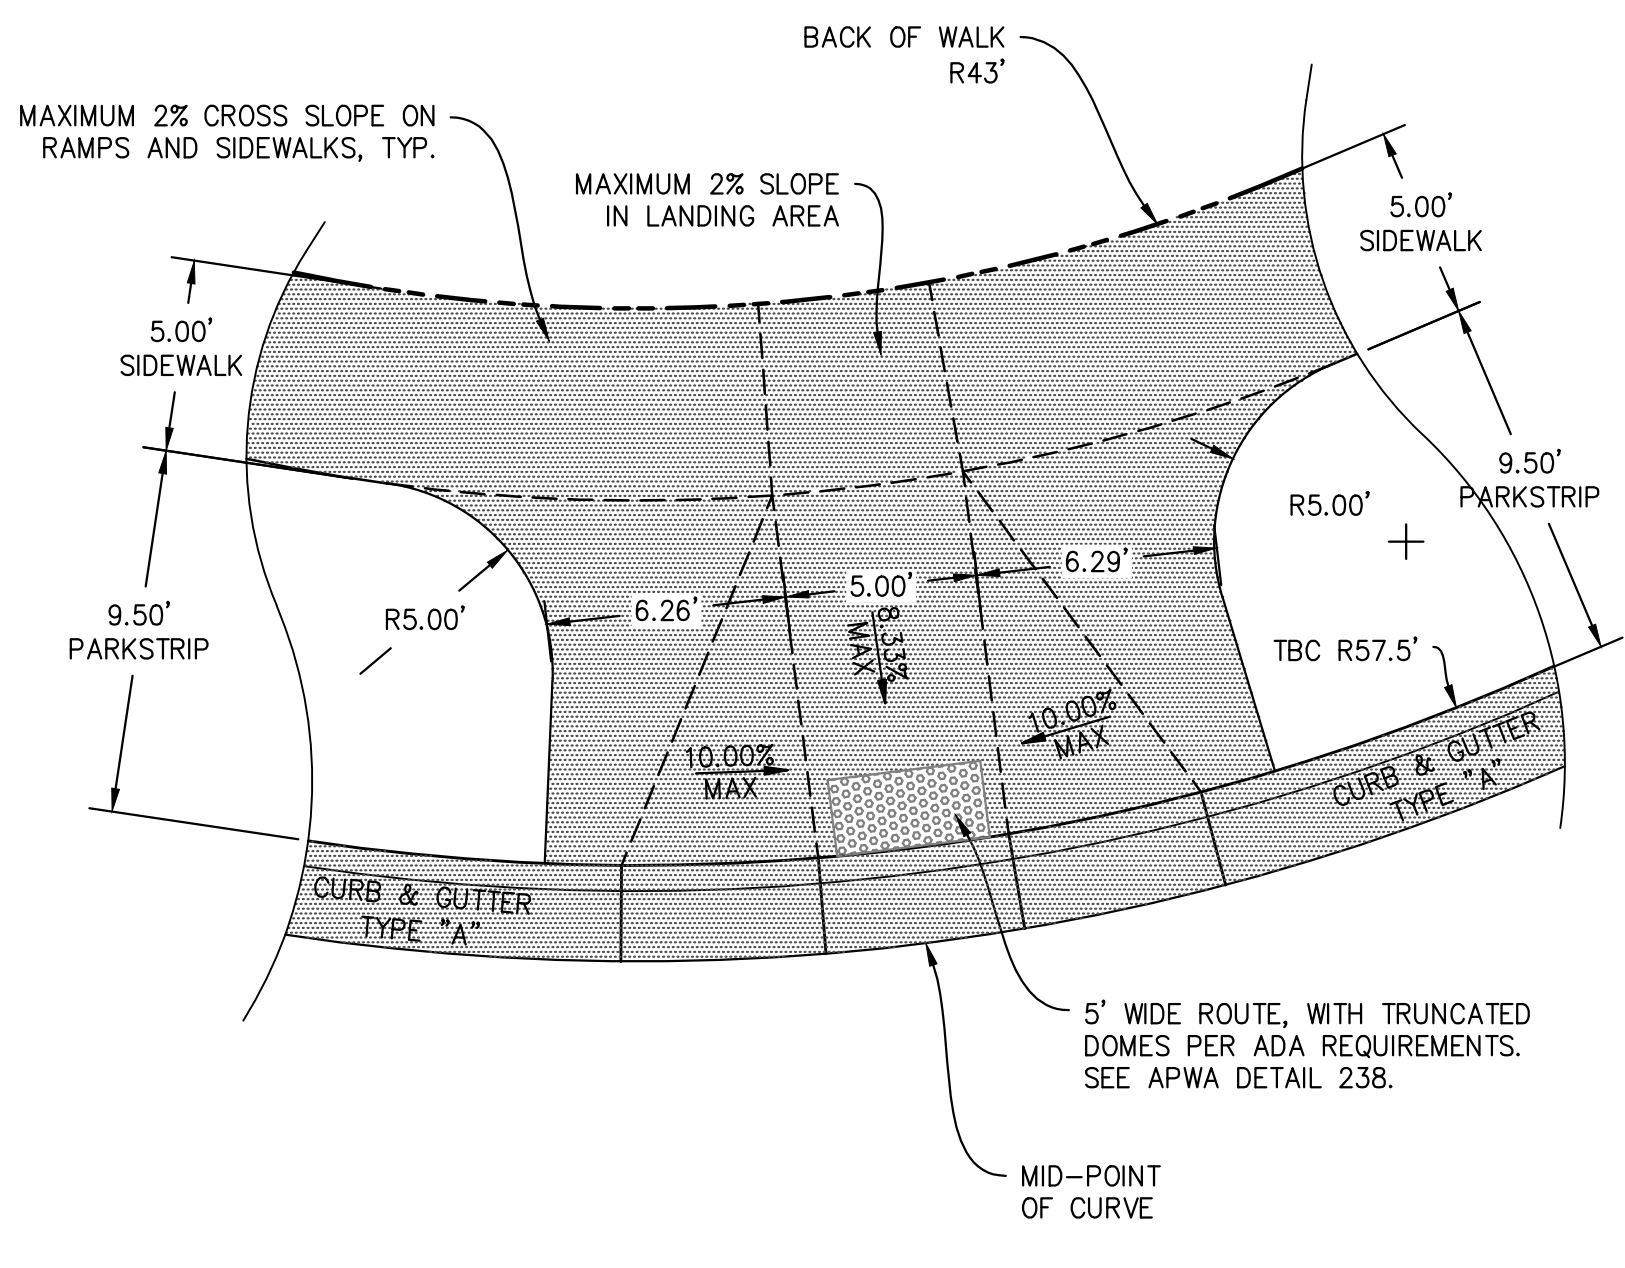 BACK OF WALK
R43'
MAXIMUM 2% CROSS SLOPE ON
RAMPS AND SIDEWALKS, TYP.
MAXIMUM 2% SLOPE
IN LANDING AREA
5.00'
SIDEWALK
5.00'
SIDEWALK
9.50'
PARKSTRIP
R5.00'
6.29'
5.00'
6.26'
R5.00'
9.50'
PARKSTRIP
8.33%
MAX
TBC R57.5'
10.00%
MAX
10.00%
MAX
CURB & GUTTER
TYPE "A"
CURB & GUTTER
TYPE "A"
5' WIDE ROUTE, WITH TRUNCATED
DOMES PER ADA REQUIREMENTS.
SEE APWA DETAIL 238.
MID-POINT
OF CURVE